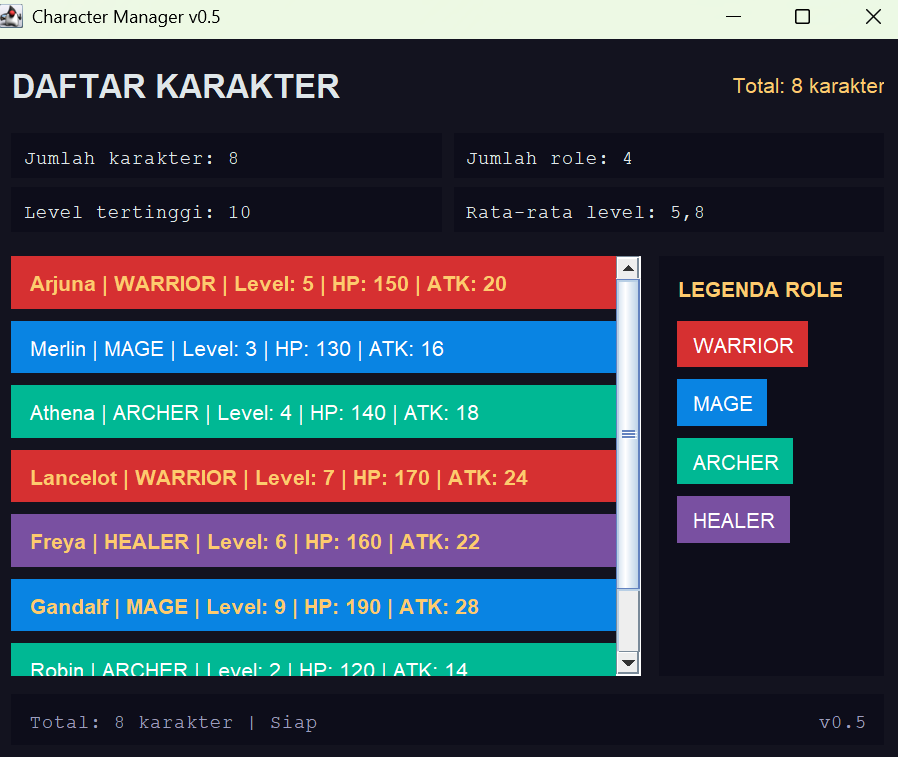 Character Manager v0.5
DAFTAR KARAKTER
Total: 8 karakter
Jumlah karakter: 8
Jumlah role: 4
Level tertinggi: 10
Rata-rata level: 5,8
Arjuna | WARRIOR | Level: 5 | HP: 150 | ATK: 20
Merlin | MAGE | Level: 3 | HP: 130 | ATK: 16
Athena | ARCHER | Level: 4 | HP: 140 | ATK: 18
Lancelot | WARRIOR | Level: 7 | HP: 170 | ATK: 24
Freya | HEALER | Level: 6 | HP: 160 | ATK: 22
Gandalf | MAGE | Level: 9 | HP: 190 | ATK: 28
Robin | ARCHER | Level: 2 | HP: 120 | ATK: 14
LEGENDA ROLE
WARRIOR
MAGE
ARCHER
HEALER
Total: 8 karakter | Siap
v0.5